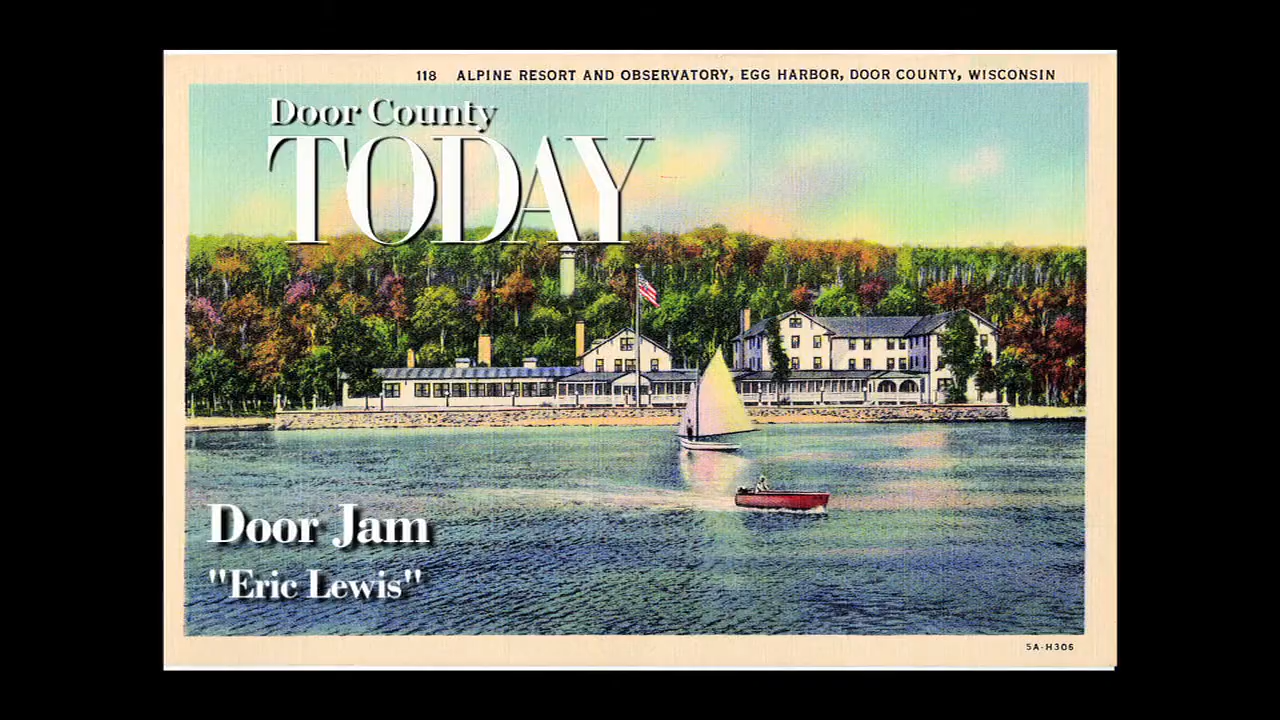 118 ALPINE RESORT AND OBSERVATORY, EGG HARBOR, DOOR COUNTY, WISCONSIN
Door County
TODAY
Door Jam
"Eric Lewis"
5A-H306